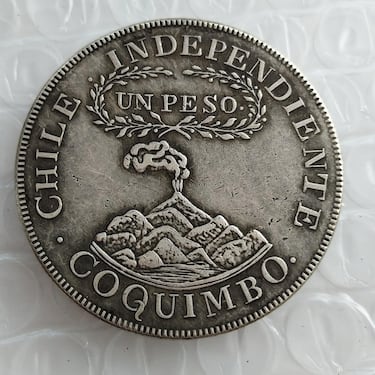 CHILE · INDEPENDIENTE
UN PESO.
· COQUIMBO ·